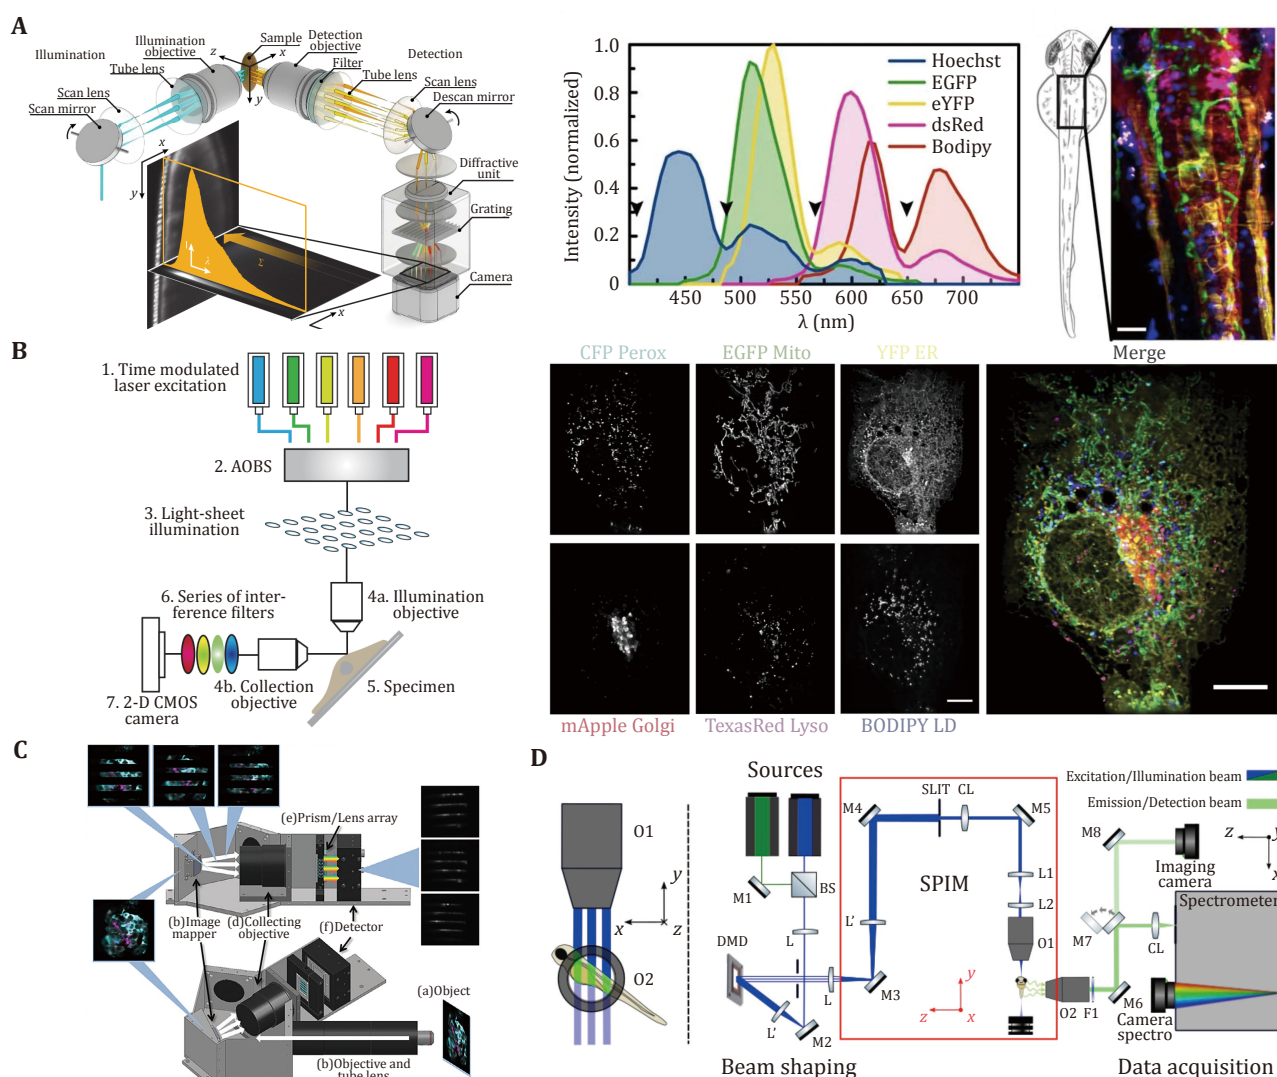 A
Illumination
Illumination
objective
Tube lens
Scan lens
Scan mirror
z
Sample
x
y
Detection
objective
Filter
Tube lens
Detection
Scan lens
Descan mirror
Diffractive
unit
Grating
Camera
x
y
I
λ
Σ
x
Intensity (normalized)
1.0
0.8
0.6
0.4
0.2
0
450
500
550
600
650
700
λ (nm)
Hoechst
EGFP
eYFP
dsRed
Bodipy
B
1. Time modulated
laser excitation
2. AOBS
3. Light-sheet
illumination
6. Series of inter-
ference filters
4a. Illumination
objective
4b. Collection
objective
5. Specimen
7. 2-D CMOS
camera
CFP Perox
EGFP Mito
YFP ER
Merge
mApple Golgi
TexasRed Lyso
BODIPY LD
C
(e)Prism/Lens array
(b)Image
mapper
(d)Collecting
objective
(f)Detector
(a)Object
(b)Objective and
tube lens
D
O1
O2
y
x
z
Sources
M1
BS
L
DMD
L
L'
M2
Beam shaping
M4
SLIT
CL
M5
SPIM
L'
M3
L1
L2
O1
y
z
x
O2
F1
M6
Excitation/Illumination beam
Emission/Detection beam
M8
z
y
x
Imaging
camera
M7
CL
Spectrometer
Camera
spectro
Data acquisition